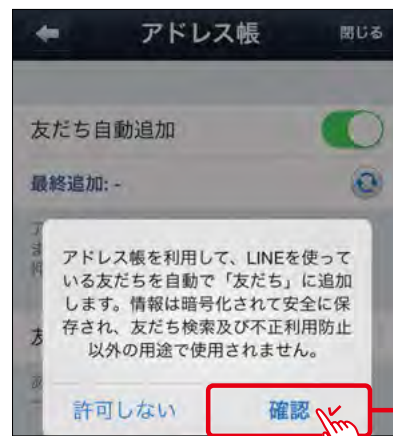 アドレス帳 閉じる
友だち自動追加
最終追加: -
アドレス帳を利用して、LINEを使って
いる友だちを自動で「友だち」に追加
します。情報は暗号化されて安全に保
存され、友だち検索及び不正利用防止
以外の用途で使用されません。
許可しない 確認